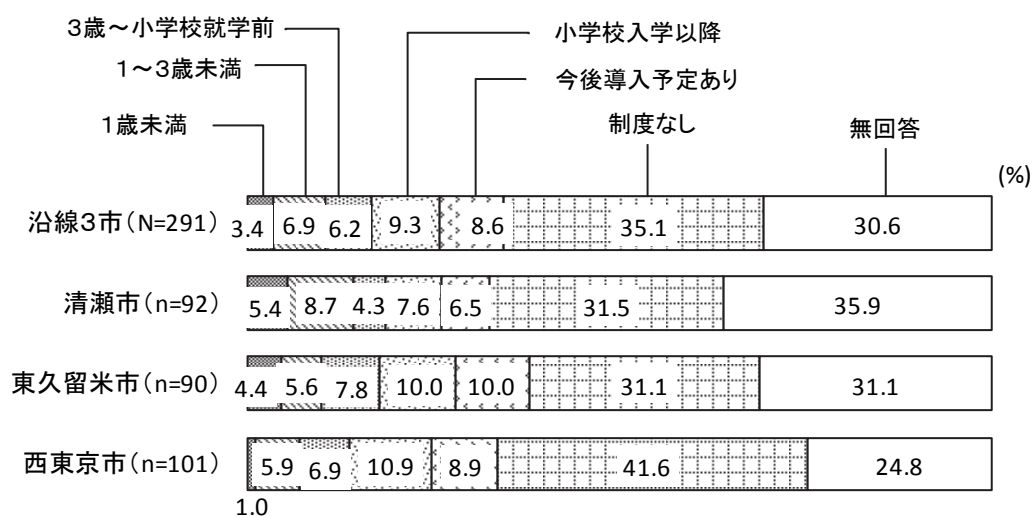 3歳～小学校就学前
小学校入学以降
1～3歳未満
今後導入予定あり
1歳未満
制度なし
無回答
(%)
沿線3市(N=291) 3.4 6.9 6.2 9.3 8.6 35.1 30.6
清瀬市(n=92) 5.4 8.7 4.3 7.6 6.5 31.5 35.9
東久留米市(n=90) 4.4 5.6 7.8 10.0 10.0 31.1 31.1
西東京市(n=101) 5.9 6.9 10.9 8.9 41.6 24.8
1.0